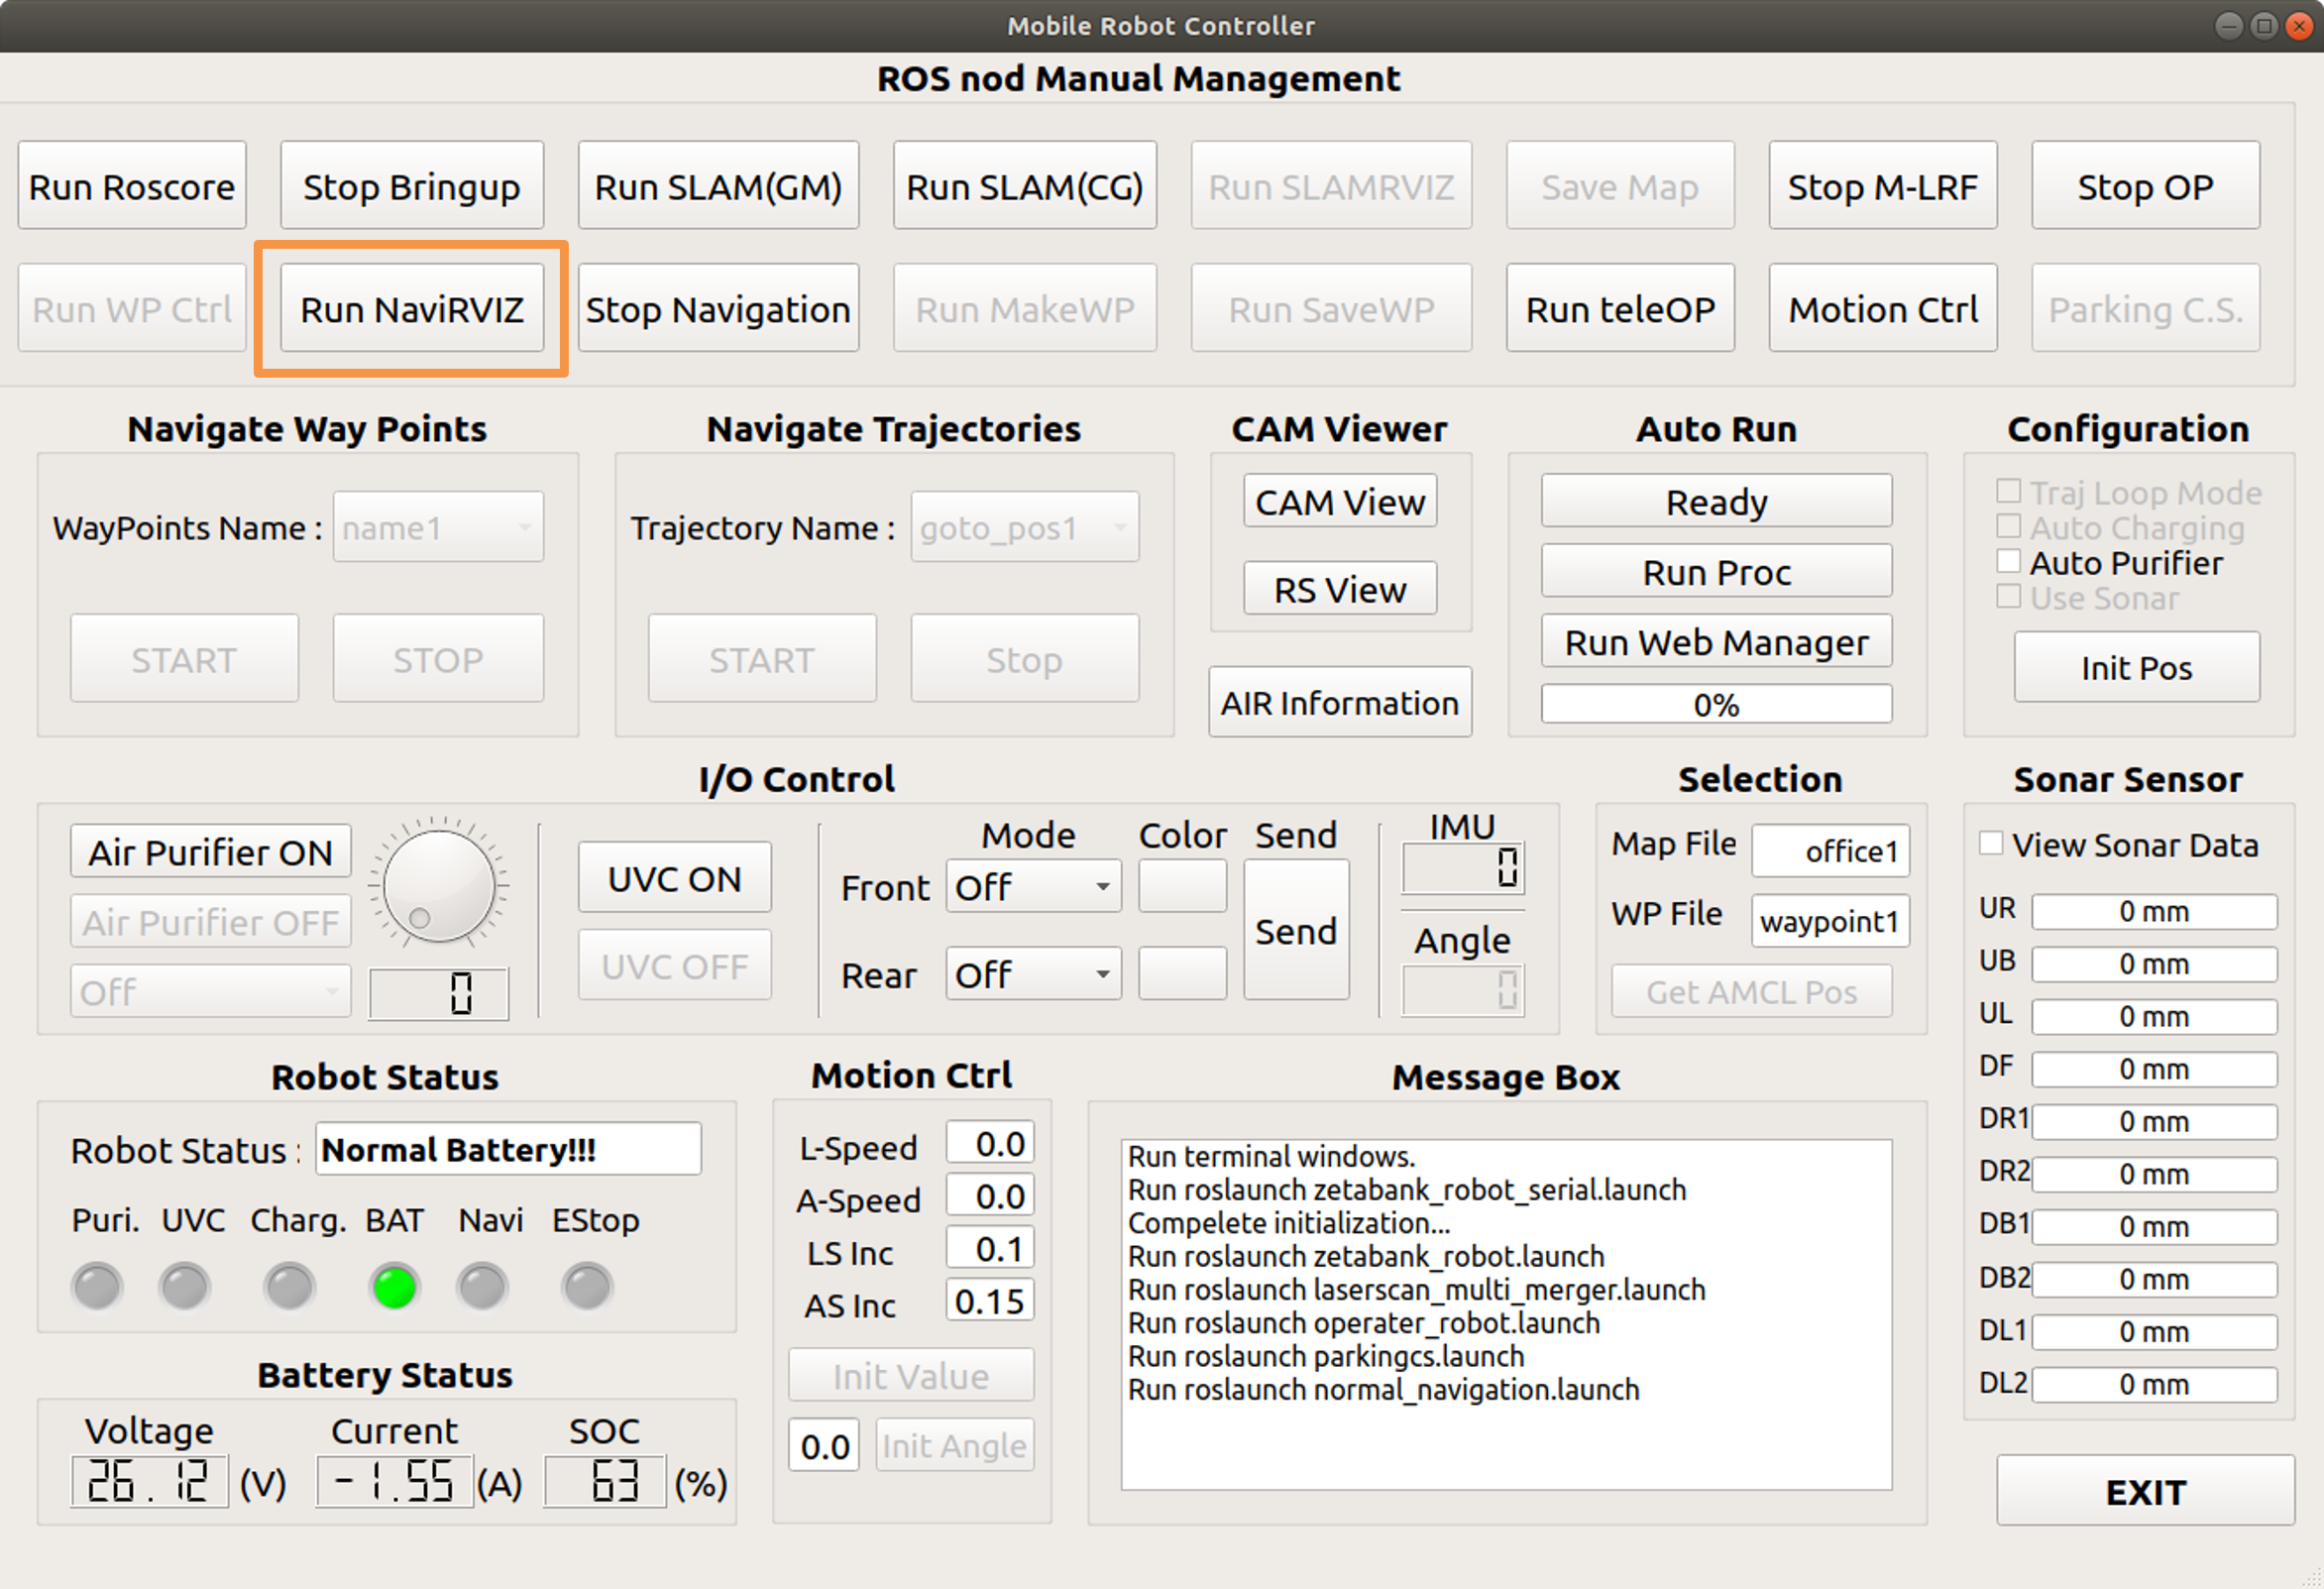 Mobile Robot Controller
ROS nod Manual Management
Run Roscore Stop Bringup Run SLAM(GM) Run SLAM(CG) Run SLAMRVIZ Save Map Stop M-LRF Stop OP
Run WP Ctrl Run NaviRVIZ Stop Navigation Run MakeWP Run SaveWP Run teleOP Motion Ctrl Parking C.S.
Navigate Way Points
WayPoints Name : name1
START STOP
Navigate Trajectories
Trajectory Name : goto_pos1
START Stop
CAM Viewer
CAM View
RS View
AIR Information
Auto Run
Ready
Run Proc
Run Web Manager
0%
Configuration
Traj Loop Mode
Auto Charging
Auto Purifier
Use Sonar
Init Pos
I/O Control
Air Purifier ON
Air Purifier OFF
Off
0
UVC ON
UVC OFF
Mode Color Send
Front Off
Send
Rear Off
IMU
0
Angle
0
Selection
Map File office1
WP File waypoint1
Get AMCL Pos
Sonar Sensor
View Sonar Data
UR 0 mm
UB 0 mm
UL 0 mm
DF 0 mm
DR1 0 mm
DR2 0 mm
DB1 0 mm
DB2 0 mm
DL1 0 mm
DL2 0 mm
Robot Status
Robot Status : Normal Battery!!!
Puri. UVC Charg. BAT Navi EStop
Battery Status
Voltage Current SOC
26.12 (V) -1.55 (A) 63 (%)
Motion Ctrl
L-Speed 0.0
A-Speed 0.0
LS Inc 0.1
AS Inc 0.15
Init Value
0.0 Init Angle
Message Box
Run terminal windows.
Run roslaunch zetabank_robot_serial.launch
Compelete initialization...
Run roslaunch zetabank_robot.launch
Run roslaunch laserscan_multi_merger.launch
Run roslaunch operater_robot.launch
Run roslaunch parkingcs.launch
Run roslaunch normal_navigation.launch
EXIT